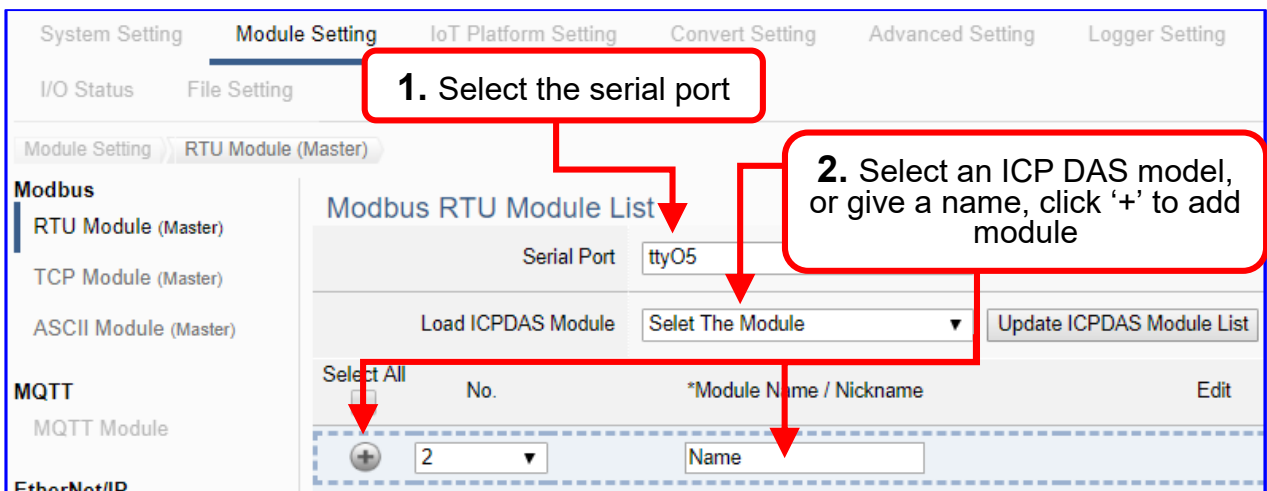 System Setting Module Setting IoT Platform Setting Convert Setting Advanced Setting Logger Setting
I/O Status File Setting
1. Select the serial port
Module Setting RTU Module (Master)
2. Select an ICP DAS model,
or give a name, click ‘+’ to add
module
Modbus
RTU Module (Master)
TCP Module (Master)
ASCII Module (Master)
MQTT
MQTT Module
EtherNet/IP
Modbus RTU Module List
Serial Port ttyO5
Load ICPDAS Module Selet The Module ▼ Update ICPDAS Module List
Select All No. *Module Name / Nickname Edit
+ 2 ▼ Name